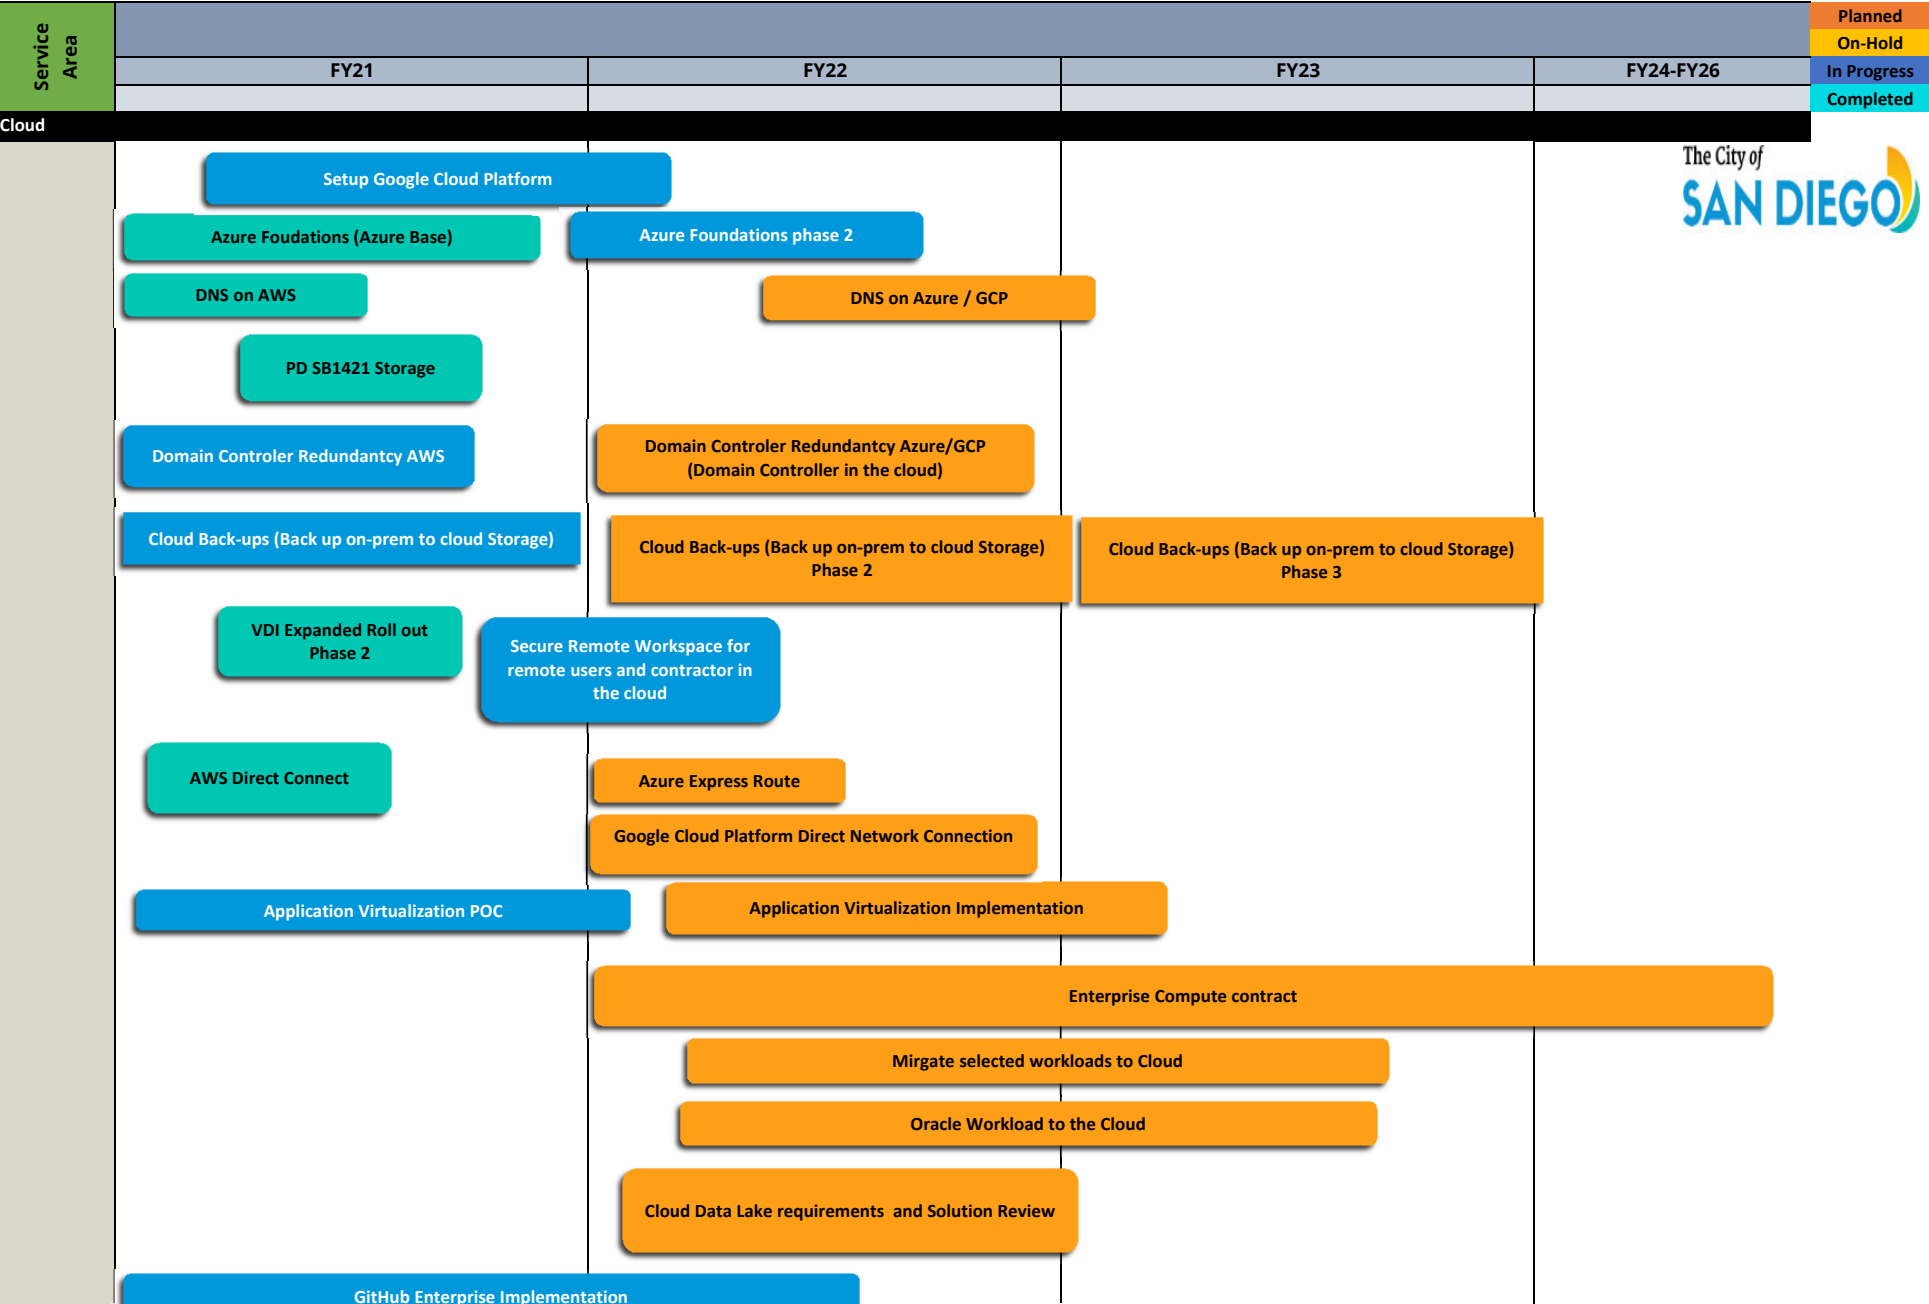 Service
Area
Planned
On-Hold
In Progress
Completed
FY21
FY22
FY23
FY24-FY26
Cloud
The City of
SAN DIEGO
Setup Google Cloud Platform
Azure Foudations (Azure Base)
Azure Foundations phase 2
DNS on AWS
DNS on Azure / GCP
PD SB1421 Storage
Domain Controler Redundantcy AWS
Domain Controler Redundantcy Azure/GCP
(Domain Controller in the cloud)
Cloud Back-ups (Back up on-prem to cloud Storage)
Cloud Back-ups (Back up on-prem to cloud Storage)
Phase 2
Cloud Back-ups (Back up on-prem to cloud Storage)
Phase 3
VDI Expanded Roll out
Phase 2
Secure Remote Workspace for
remote users and contractor in
the cloud
AWS Direct Connect
Azure Express Route
Google Cloud Platform Direct Network Connection
Application Virtualization POC
Application Virtualization Implementation
Enterprise Compute contract
Mirgate selected workloads to Cloud
Oracle Workload to the Cloud
Cloud Data Lake requirements  and Solution Review
GitHub Enterprise Implementation